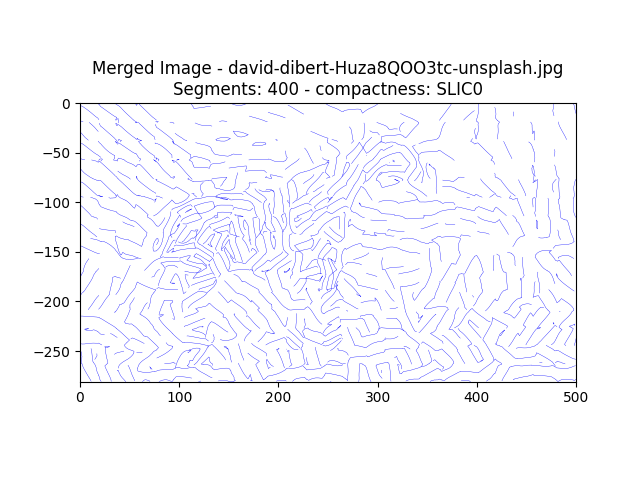 Merged Image - david-dibert-Huza8QOO3tc-unsplash.jpg
Segments: 400 - compactness: SLIC0
0
−50
−100
−150
−200
−250
0 100 200 300 400 500